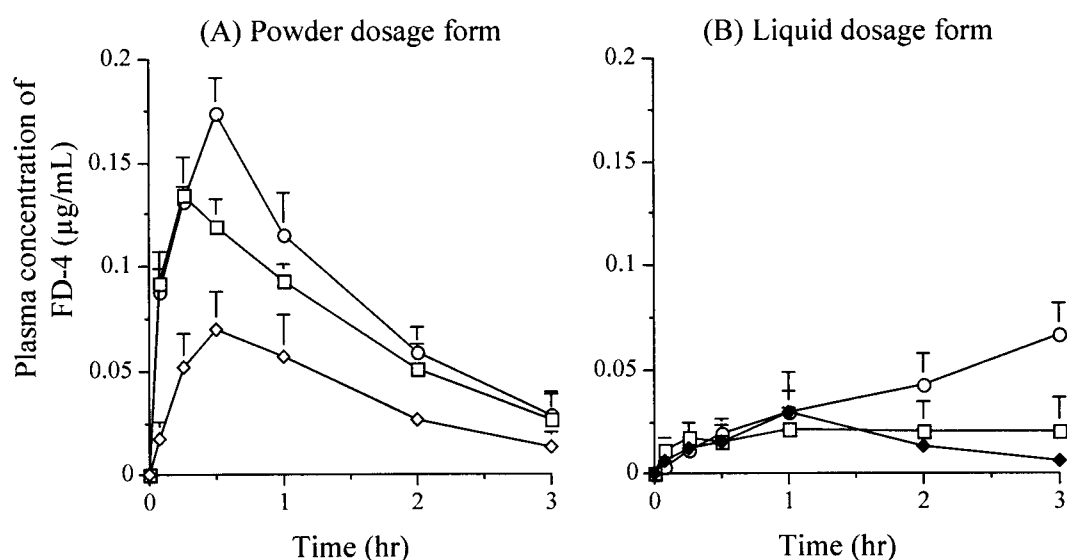 (A) Powder dosage form
(B) Liquid dosage form
Plasma concentration of
FD-4 (µg/mL)
0.2
0.15
0.1
0.05
0
0 1 2 3
Time (hr)
0.2
0.15
0.1
0.05
0
0 1 2 3
Time (hr)